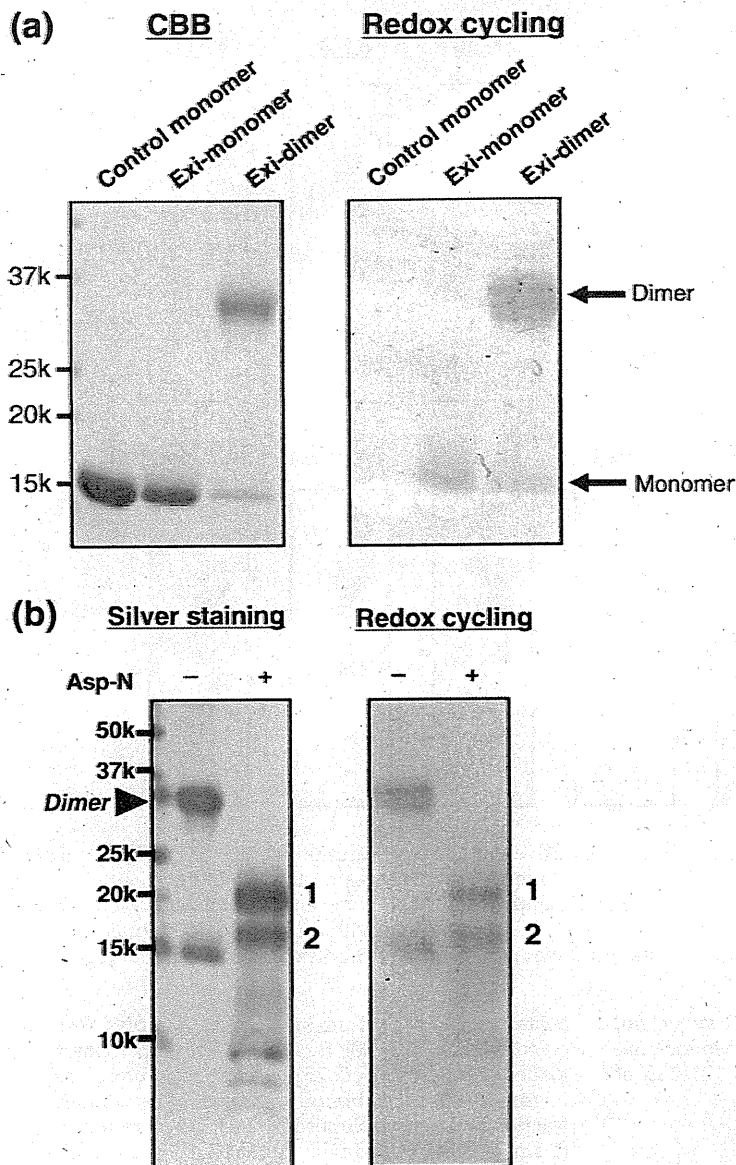 (a) CBB Redox cycling
Control monomer
Exi-monomer
Exi-dimer
Control monomer
Exi-monomer
Exi-dimer
37k
25k
20k
15k
Dimer
Monomer
(b) Silver staining Redox cycling
Asp-N − + − +
50k
37k
Dimer
25k
20k
15k
10k
1
2
1
2